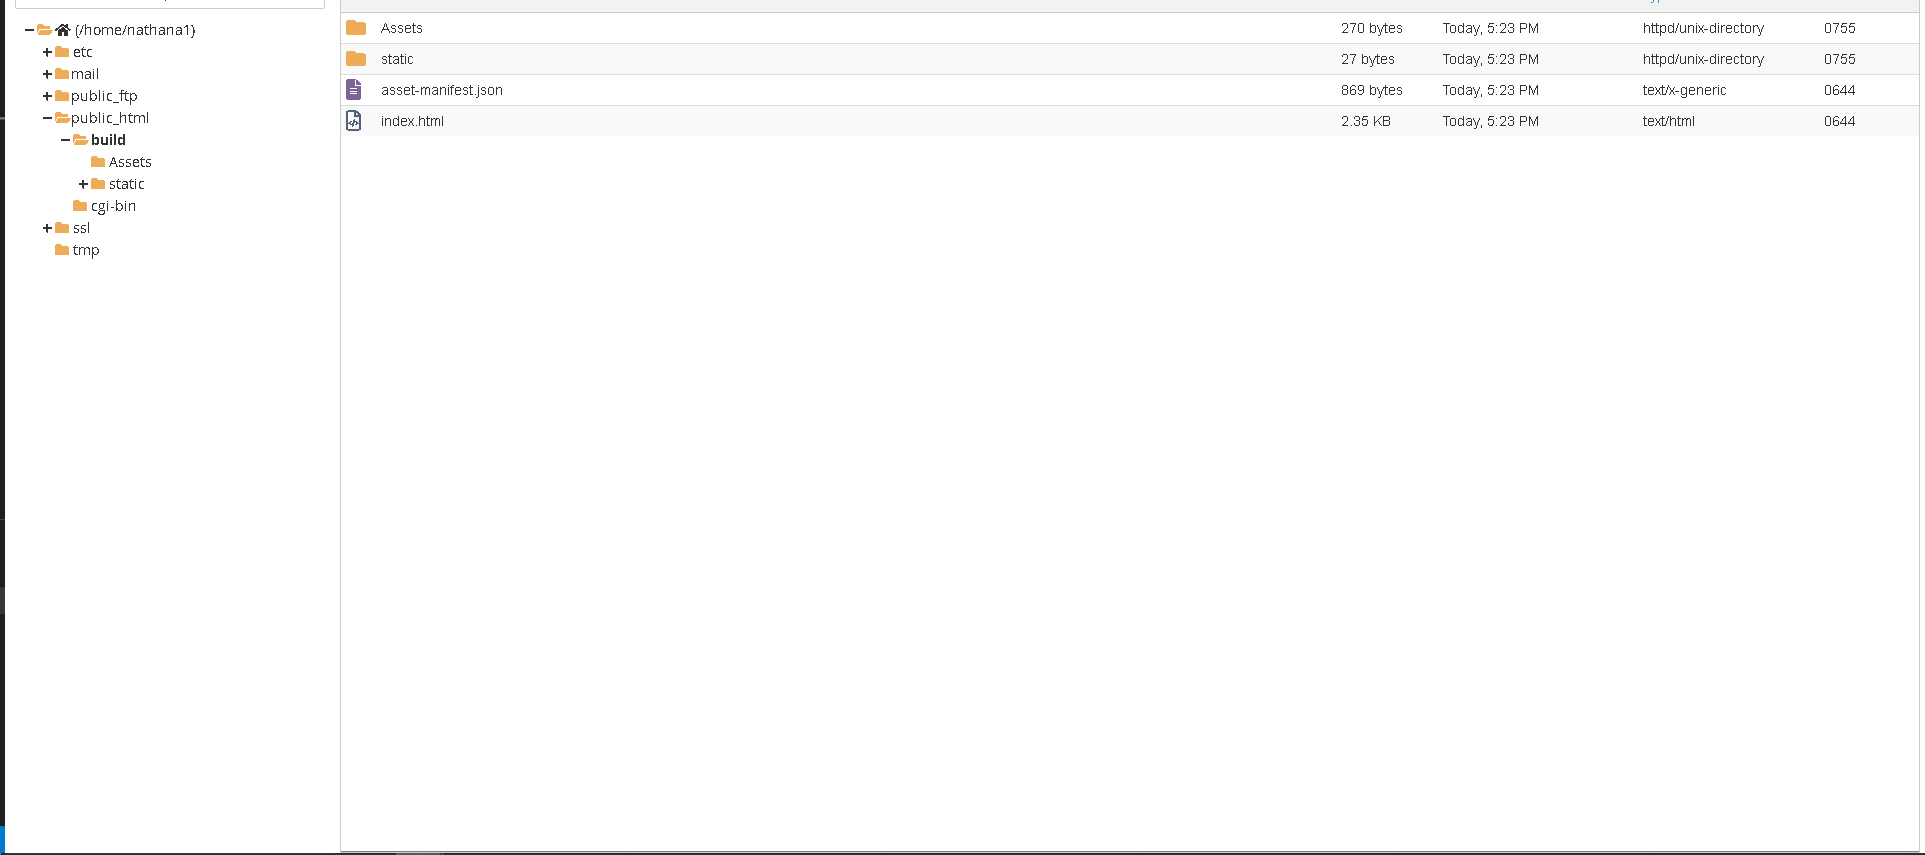 (/home/nathana1)
etc
mail
public_ftp
public_html
build
Assets
static
cgi-bin
ssl
tmp
Assets 270 bytes Today, 5:23 PM httpd/unix-directory 0755
static 27 bytes Today, 5:23 PM httpd/unix-directory 0755
asset-manifest.json 869 bytes Today, 5:23 PM text/x-generic 0644
index.html 2.35 KB Today, 5:23 PM text/html 0644